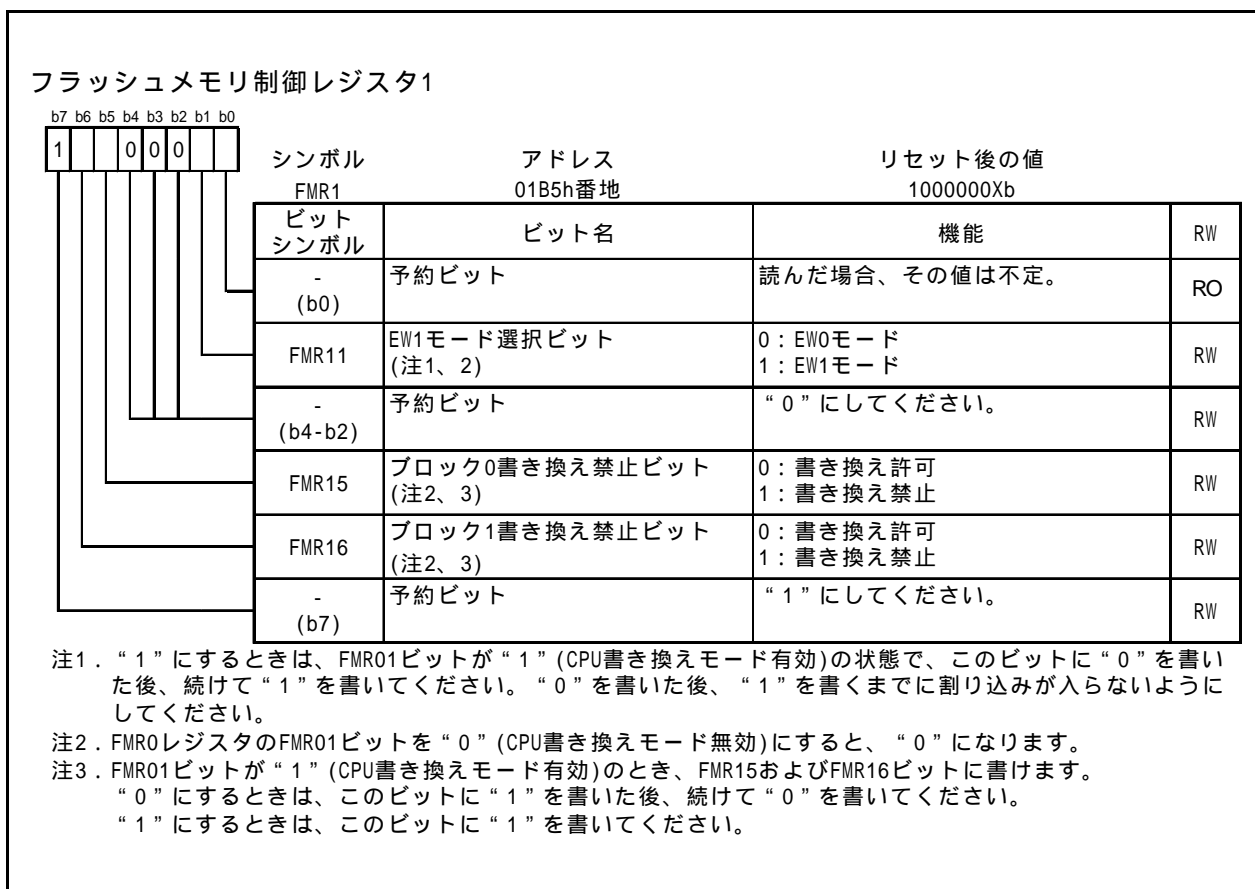 フラッシュメモリ制御レジスタ1
b7 b6 b5 b4 b3 b2 b1 b0
1 0 0 0
シンボル アドレス リセット後の値
FMR1 01B5h番地 1000000Xb
ビット
シンボル ビット名 機能 RW
-
(b0) 予約ビット 読んだ場合、その値は不定。 RO
FMR11 EW1モード選択ビット
(注1、2) 0:EW0モード
1:EW1モード RW
-
(b4-b2) 予約ビット “0”にしてください。 RW
FMR15 ブロック0書き換え禁止ビット
(注2、3) 0:書き換え許可
1:書き換え禁止 RW
FMR16 ブロック1書き換え禁止ビット
(注2、3) 0:書き換え許可
1:書き換え禁止 RW
-
(b7) 予約ビット “1”にしてください。 RW
注1.“1”にするときは、FMR01ビットが“1”(CPU書き換えモード有効)の状態で、このビットに“0”を書い
た後、続けて“1”を書いてください。“0”を書いた後、“1”を書くまでに割り込みが入らないように
してください。
注2.FMR0レジスタのFMR01ビットを“0”(CPU書き換えモード無効)にすると、“0”になります。
注3.FMR01ビットが“1”(CPU書き換えモード有効)のとき、FMR15およびFMR16ビットに書けます。
“0”にするときは、このビットに“1”を書いた後、続けて“0”を書いてください。
“1”にするときは、このビットに“1”を書いてください。